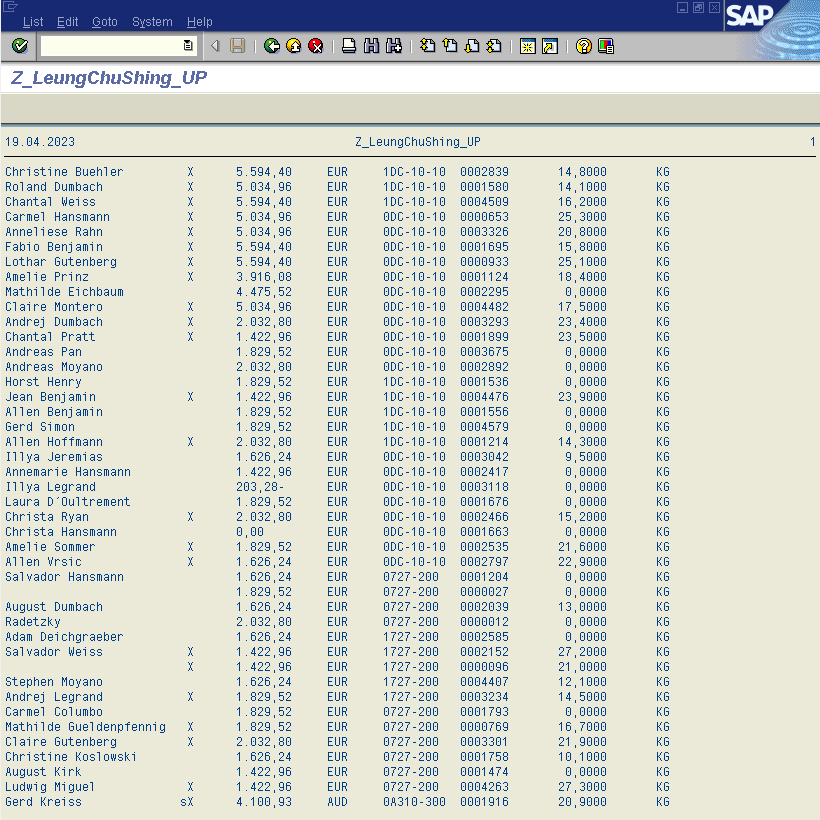 List Edit Goto System Help
SAP
Z_LeungChuShing_UP
19.04.2023 Z_LeungChuShing_UP 1
Christine Buehler X 5.594,40 EUR 1DC-10-10 0002839 14,8000 KG
Roland Dumbach X 5.034,96 EUR 1DC-10-10 0001580 14,1000 KG
Chantal Weiss X 5.594,40 EUR 1DC-10-10 0004509 16,2000 KG
Carmel Hansmann X 5.034,96 EUR 0DC-10-10 0000653 25,3000 KG
Anneliese Rahn X 5.034,96 EUR 0DC-10-10 0003326 20,8000 KG
Fabio Benjamin X 5.594,40 EUR 0DC-10-10 0001695 15,8000 KG
Lothar Gutenberg X 5.594,40 EUR 0DC-10-10 0000933 25,1000 KG
Amelie Prinz X 3.916,08 EUR 0DC-10-10 0001124 18,4000 KG
Mathilde Eichbaum 4.475,52 EUR 0DC-10-10 0002295 0,0000 KG
Claire Montero X 5.034,96 EUR 0DC-10-10 0004482 17,5000 KG
Andrej Dumbach X 2.032,80 EUR 0DC-10-10 0003293 23,4000 KG
Chantal Pratt X 1.422,96 EUR 0DC-10-10 0001899 23,5000 KG
Andreas Pan 1.829,52 EUR 0DC-10-10 0003675 0,0000 KG
Andreas Moyano 2.032,80 EUR 0DC-10-10 0002892 0,0000 KG
Horst Henry 1.829,52 EUR 1DC-10-10 0001536 0,0000 KG
Jean Benjamin X 1.422,96 EUR 1DC-10-10 0004476 23,9000 KG
Allen Benjamin 1.829,52 EUR 1DC-10-10 0001556 0,0000 KG
Gerd Simon 1.829,52 EUR 1DC-10-10 0004579 0,0000 KG
Allen Hoffmann X 2.032,80 EUR 1DC-10-10 0001214 14,3000 KG
Illya Jeremias 1.626,24 EUR 0DC-10-10 0003042 9,5000 KG
Annemarie Hansmann 1.422,96 EUR 0DC-10-10 0002417 0,0000 KG
Illya Legrand 203,28- EUR 0DC-10-10 0003118 0,0000 KG
Laura D´Oultrement 1.829,52 EUR 0DC-10-10 0001676 0,0000 KG
Christa Ryan X 2.032,80 EUR 0DC-10-10 0002466 15,2000 KG
Christa Hansmann 0,00 EUR 0DC-10-10 0001663 0,0000 KG
Amelie Sommer X 1.829,52 EUR 0DC-10-10 0002535 21,6000 KG
Allen Vrsic X 1.626,24 EUR 0DC-10-10 0002797 22,9000 KG
Salvador Hansmann 1.626,24 EUR 0727-200 0001204 0,0000 KG
1.829,52 EUR 0727-200 0000027 0,0000 KG
August Dumbach 1.626,24 EUR 0727-200 0002039 13,0000 KG
Radetzky 2.032,80 EUR 0727-200 0000012 0,0000 KG
Adam Deichgraeber 1.626,24 EUR 1727-200 0002585 0,0000 KG
Salvador Weiss X 1.422,96 EUR 1727-200 0002152 27,2000 KG
X 1.422,96 EUR 1727-200 0000096 21,0000 KG
Stephen Moyano 1.626,24 EUR 1727-200 0004407 12,1000 KG
Andrej Legrand X 1.829,52 EUR 1727-200 0003234 14,5000 KG
Carmel Columbo 1.829,52 EUR 0727-200 0001793 0,0000 KG
Mathilde Gueldenpfennig X 1.829,52 EUR 0727-200 0000769 16,7000 KG
Claire Gutenberg X 2.032,80 EUR 0727-200 0003301 21,9000 KG
Christine Koslowski 1.626,24 EUR 0727-200 0001758 10,1000 KG
August Kirk 1.422,96 EUR 0727-200 0001474 0,0000 KG
Ludwig Miguel X 1.422,96 EUR 0727-200 0004263 27,3000 KG
Gerd Kreiss sX 4.100,93 AUD 0A310-300 0001916 20,9000 KG